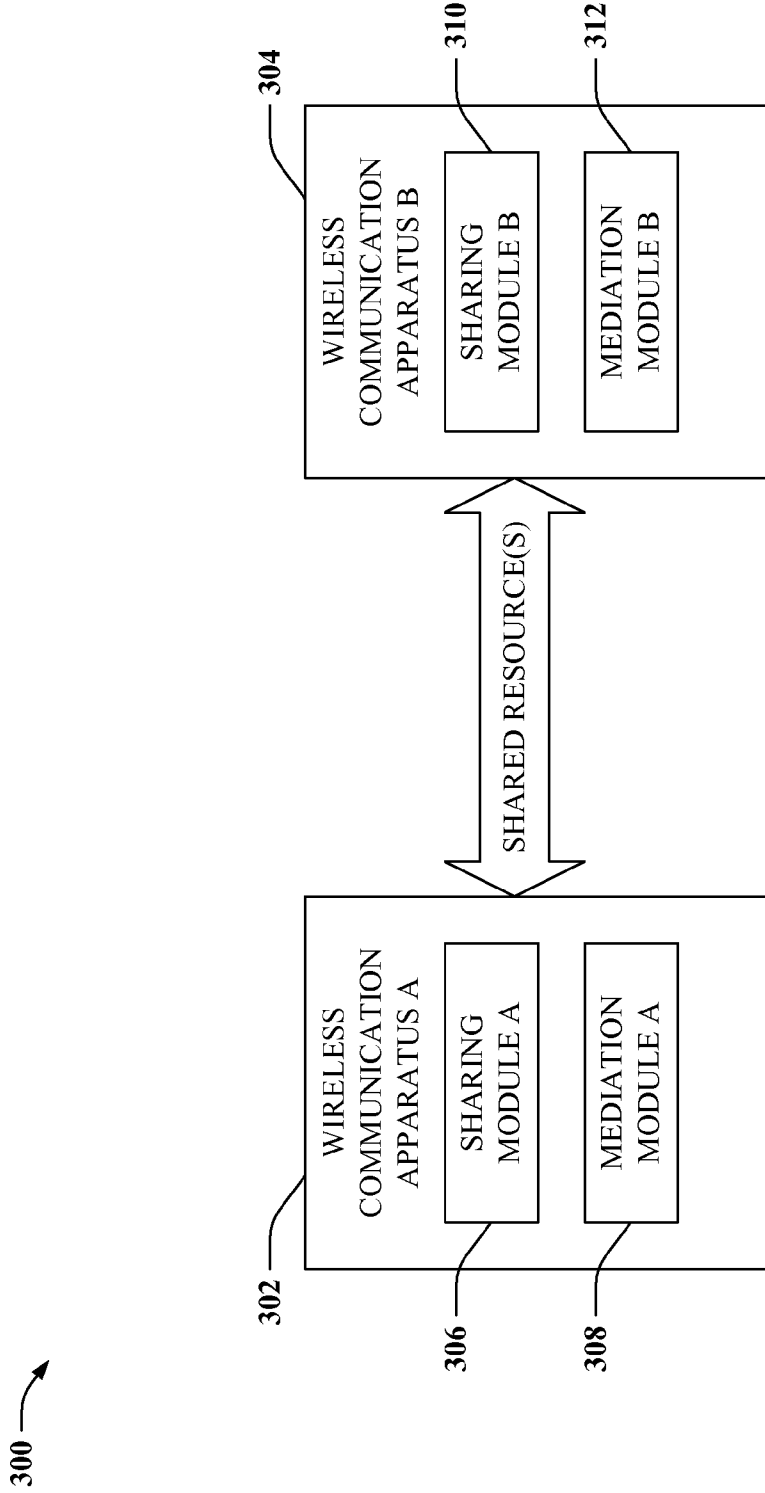 300
302
WIRELESS
COMMUNICATION
APPARATUS A
306
SHARING
MODULE A
308
MEDIATION
MODULE A
SHARED RESOURCE(S)
304
WIRELESS
COMMUNICATION
APPARATUS B
310
SHARING
MODULE B
312
MEDIATION
MODULE B